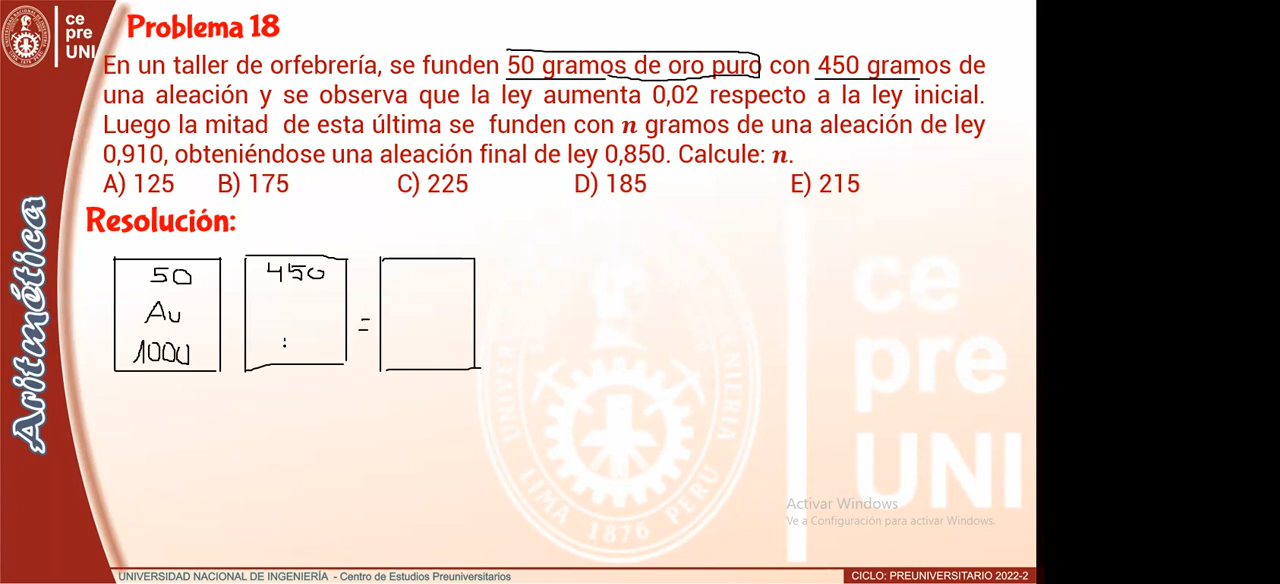 ce
pre
UNI
Problema 18
En un taller de orfebrería, se funden 50 gramos de oro puro con 450 gramos de
una aleación y se observa que la ley aumenta 0,02 respecto a la ley inicial.
Luego la mitad de esta última se funden con n gramos de una aleación de ley
0,910, obteniéndose una aleación final de ley 0,850. Calcule: n.
A) 125 B) 175 C) 225 D) 185 E) 215
Resolución:
50
Au
1000
450
=
Aritmética
ce
pre
UNI
LIMA 1876 PERU
Activar Windows
Ve a Configuración para activar Windows.
UNIVERSIDAD NACIONAL DE INGENIERÍA - Centro de Estudios Preuniversitarios
CICLO: PREUNIVERSITARIO 2022-2